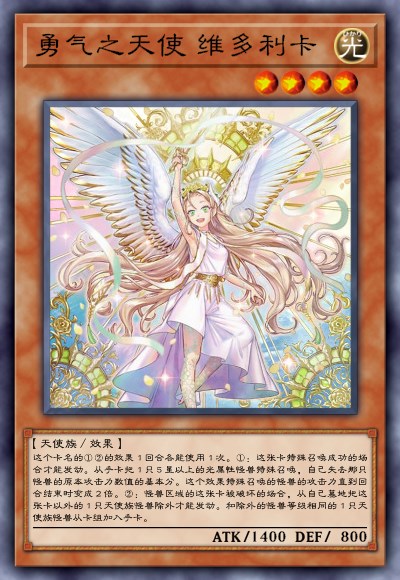 勇气之天使 维多利卡
ひかり
光
【天使族/效果】
这个卡名的①②的效果1回合各能使用1次。①：这张卡特殊召唤成功的场
合才能发动。从手卡把1只5星以上的光属性怪兽特殊召唤，自己失去那只
怪兽的原本攻击力数值的基本分。这个效果特殊召唤的怪兽的攻击力直到回
合结束时变成2倍。②：怪兽区域的这张卡被破坏的场合，从自己墓地把这
张卡以外的1只天使族怪兽除外才能发动。和除外的怪兽等级相同的1只天
使族怪兽从卡组加入手卡。
ATK/1400 DEF/ 800